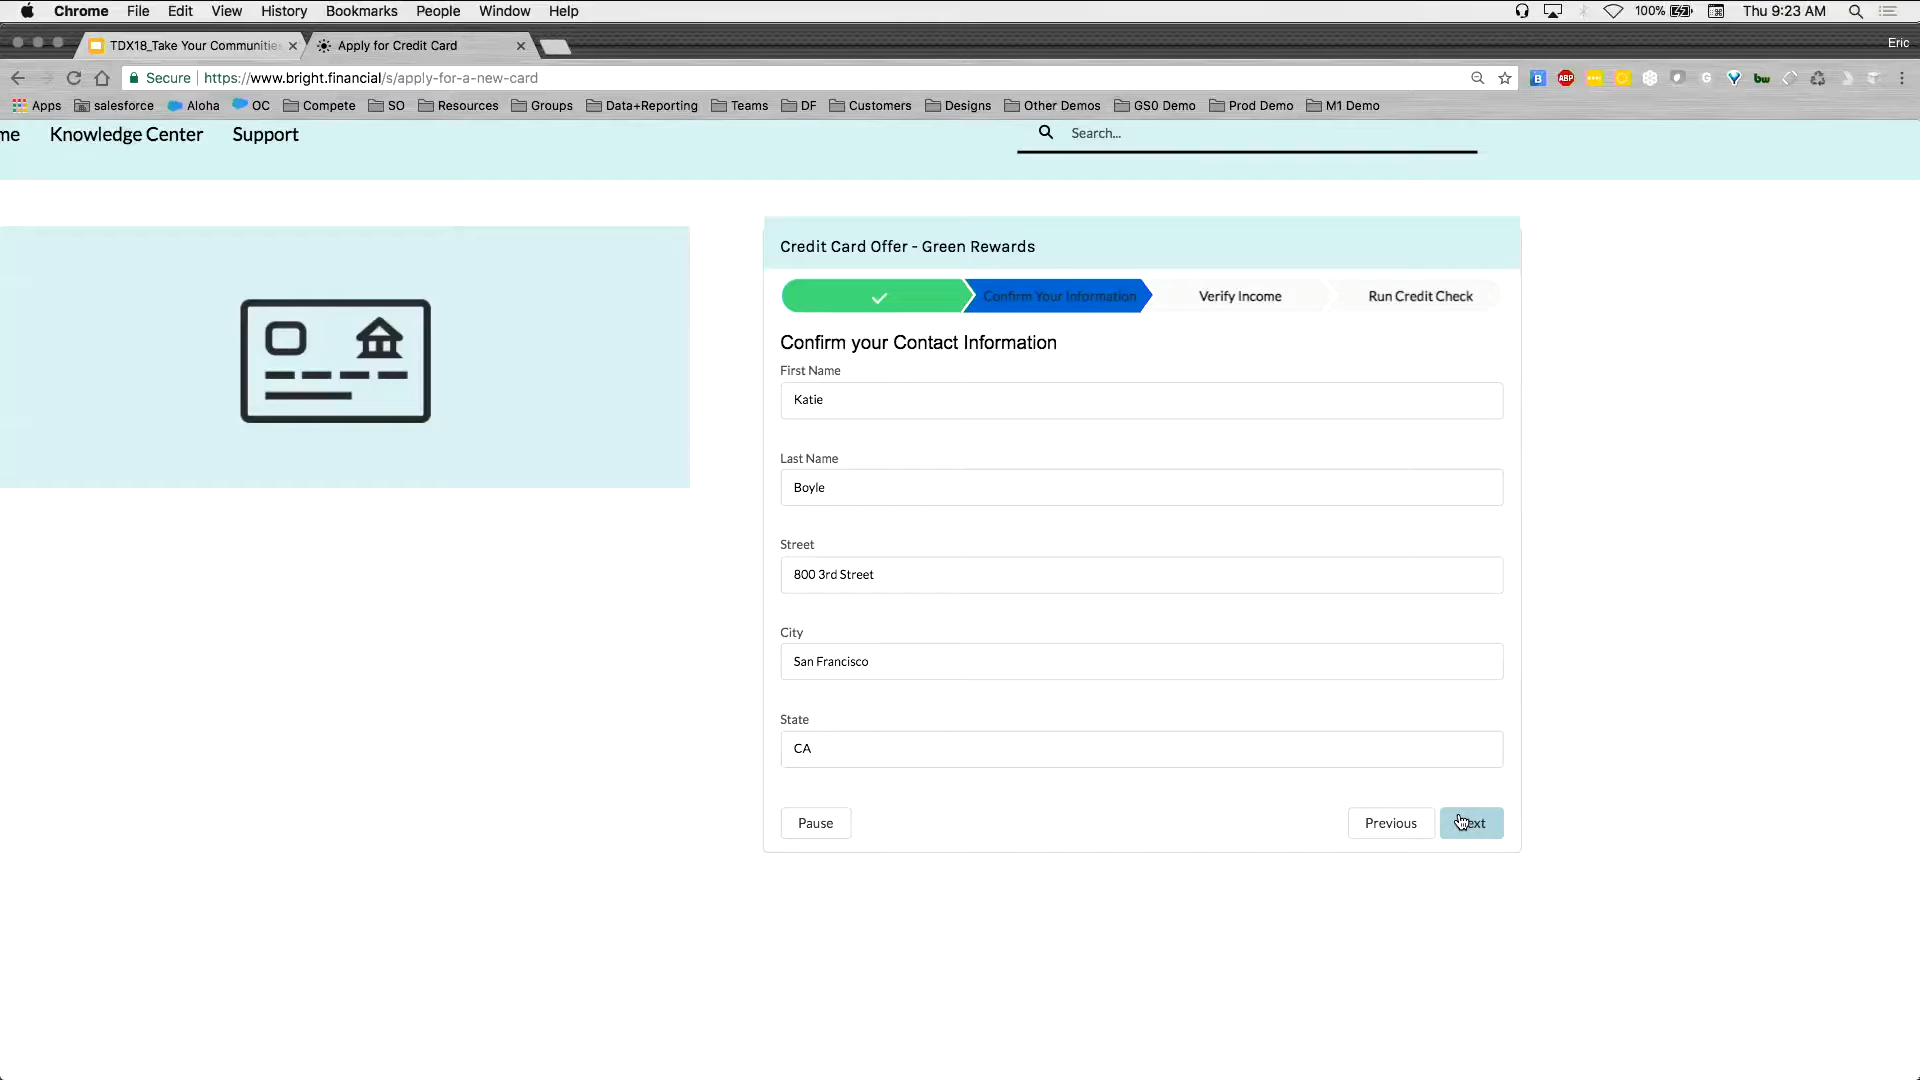 Chrome File Edit View History Bookmarks People Window Help 100% Thu 9:23 AM
TDX18_Take Your Communitie Apply for Credit Card Eric
Secure https://www.bright.financial/s/apply-for-a-new-card
Apps salesforce Aloha OC Compete SO Resources Groups Data+Reporting Teams DF Customers Designs Other Demos GS0 Demo Prod Demo M1 Demo
me Knowledge Center Support Search...
Credit Card Offer - Green Rewards
Confirm Your Information Verify Income Run Credit Check
Confirm your Contact Information
First Name
Katie
Last Name
Boyle
Street
800 3rd Street
City
San Francisco
State
CA
Pause Previous ext